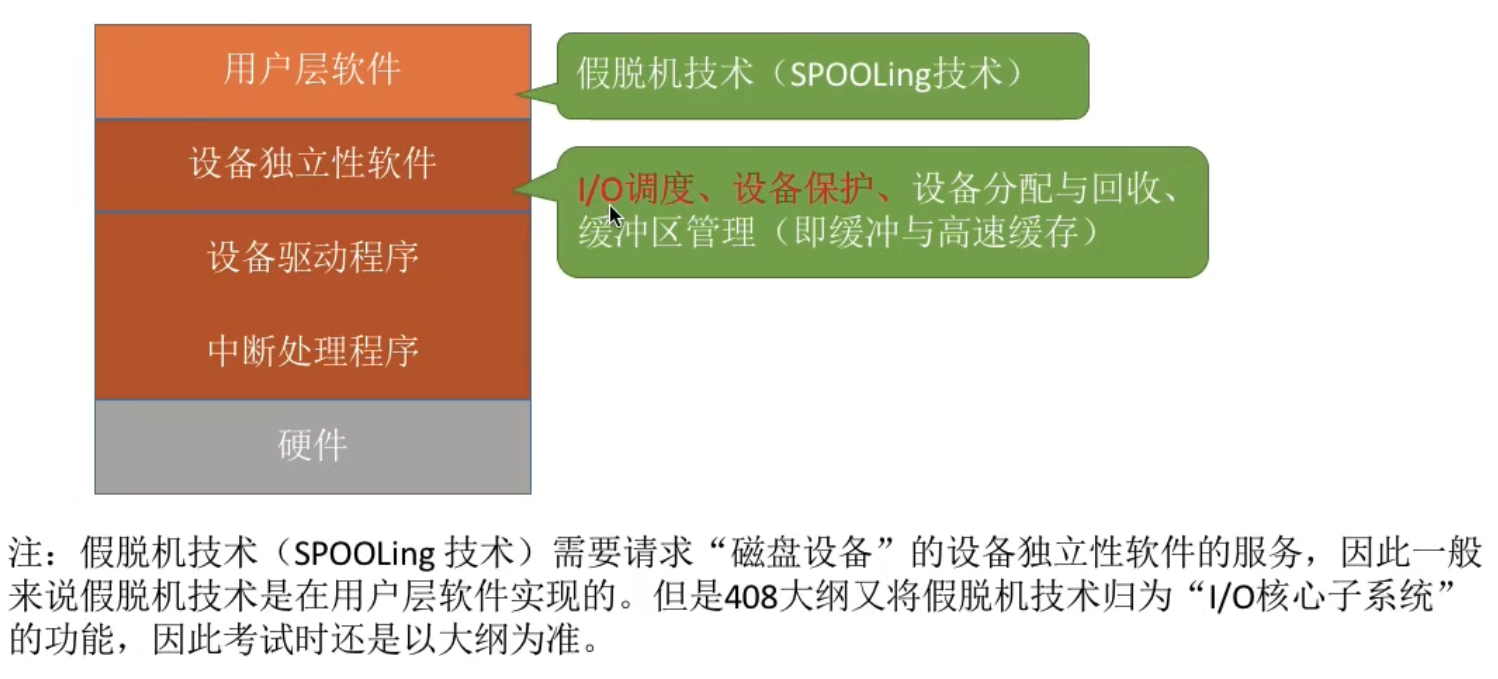 用户层软件
假脱机技术（SPOOLing技术）
设备独立性软件
I/O调度、设备保护、设备分配与回收、
缓冲区管理（即缓冲与高速缓存）
设备驱动程序
中断处理程序
硬件
注：假脱机技术（SPOOLing 技术）需要请求“磁盘设备”的设备独立性软件的服务，因此一般
来说假脱机技术是在用户层软件实现的。但是408大纲又将假脱机技术归为“I/O核心子系统”
的功能，因此考试时还是以大纲为准。